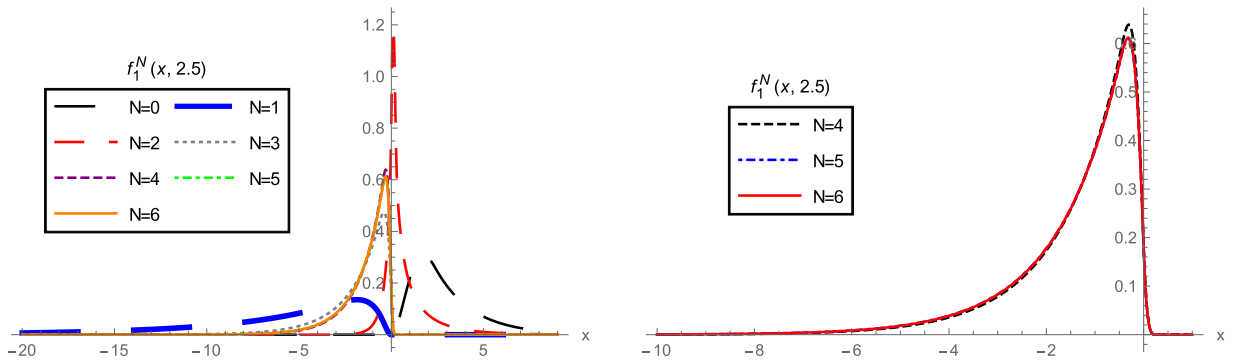 f₁ᴺ(x, 2.5)
N=0 N=1
N=2 N=3
N=4 N=5
N=6
1.2
1.0
0.8
0.6
0.4
0.2
−20 −15 −10 −5 5 x
f₁ᴺ(x, 2.5)
N=4
N=5
N=6
0.6
0.5
0.4
0.3
0.2
0.1
−10 −8 −6 −4 −2 x